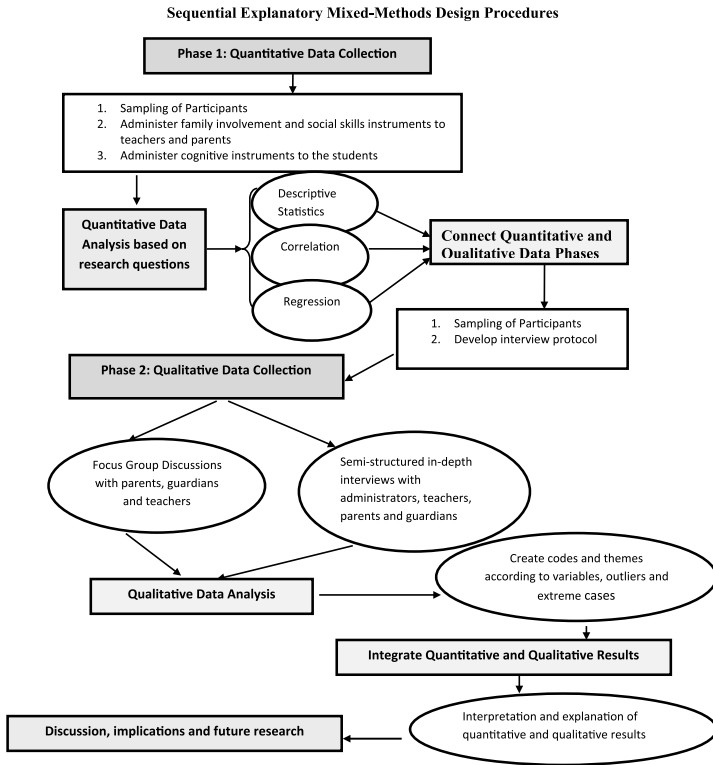 Sequential Explanatory Mixed-Methods Design Procedures
Phase 1: Quantitative Data Collection
1. Sampling of Participants
2. Administer family involvement and social skills instruments to
teachers and parents
3. Administer cognitive instruments to the students
Quantitative Data
Analysis based on
research questions
Descriptive
Statistics
Correlation
Regression
Connect Quantitative and
Qualitative Data Phases
1. Sampling of Participants
2. Develop interview protocol
Phase 2: Qualitative Data Collection
Focus Group Discussions
with parents, guardians
and teachers
Semi-structured in-depth
interviews with
administrators, teachers,
parents and guardians
Qualitative Data Analysis
Create codes and themes
according to variables, outliers and
extreme cases
Integrate Quantitative and Qualitative Results
Interpretation and explanation of
quantitative and qualitative results
Discussion, implications and future research